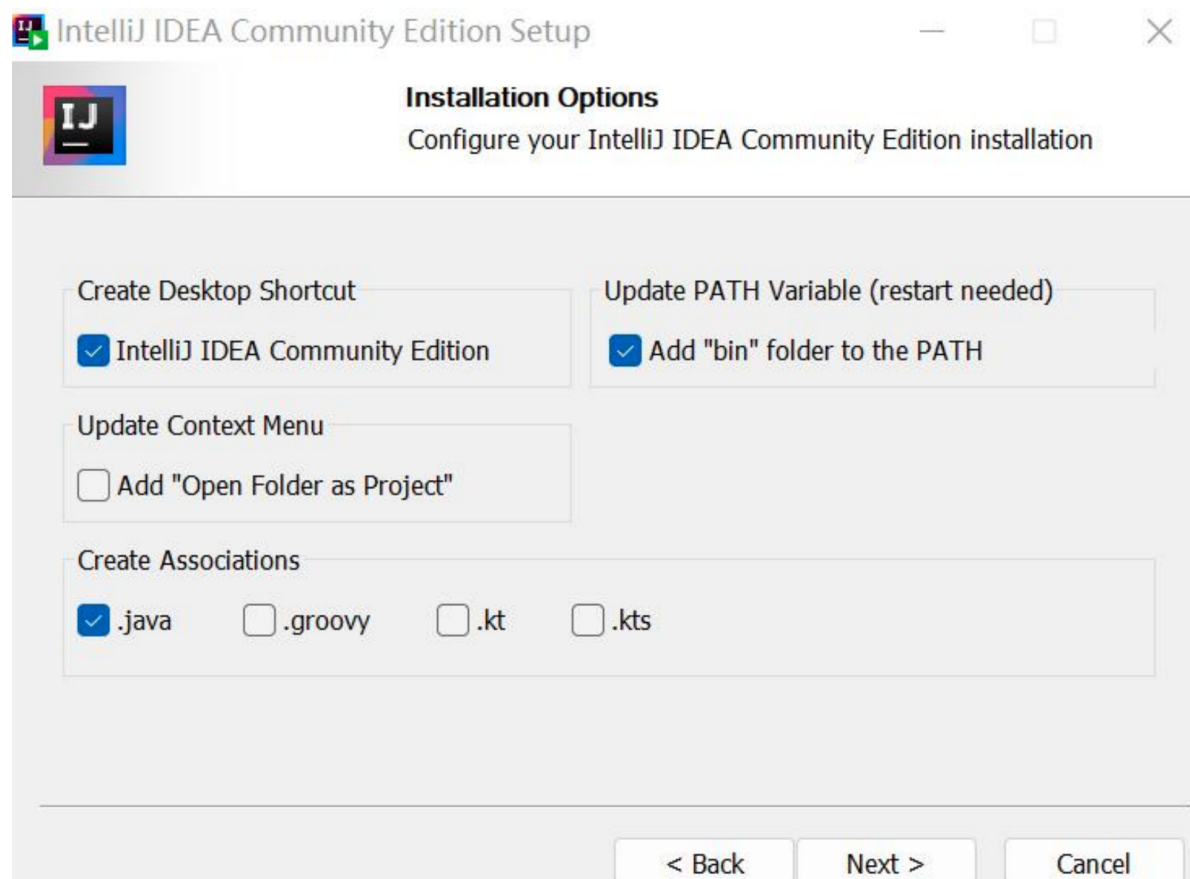 IntelliJ IDEA Community Edition Setup
IJ
Installation Options
Configure your IntelliJ IDEA Community Edition installation
Create Desktop Shortcut
IntelliJ IDEA Community Edition
Update PATH Variable (restart needed)
Add "bin" folder to the PATH
Update Context Menu
Add "Open Folder as Project"
Create Associations
.java .groovy .kt .kts
< Back Next > Cancel